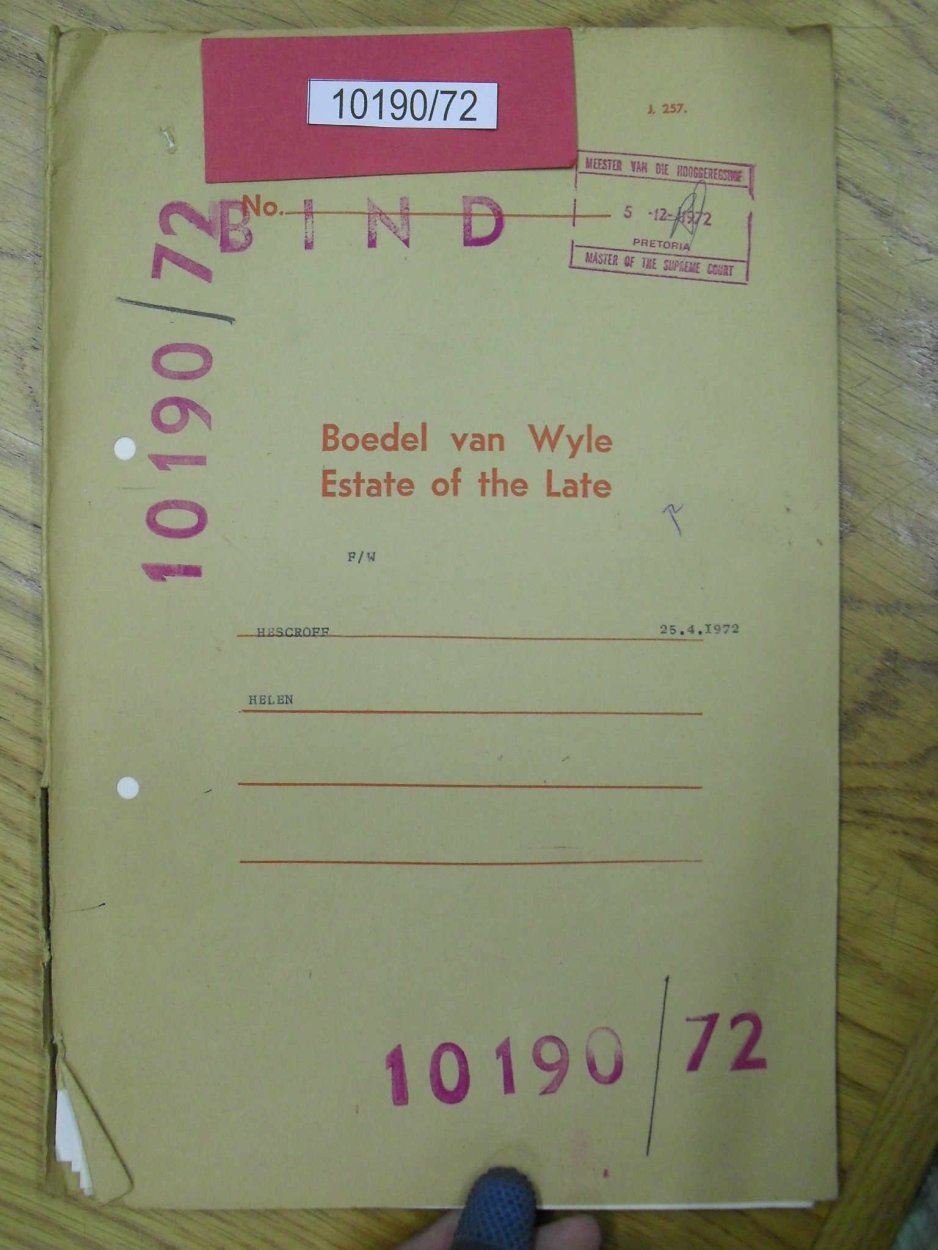 10190/72
J. 257.
MEESTER VAN DIE HOOGGEREGSHOF
5 -12- 1972
PRETORIA
MASTER OF THE SUPREME COURT
No.
BIND
10190/72
Boedel van Wyle
Estate of the Late
F/W
HESCROFF 25.4.1972
HELEN
10190/72